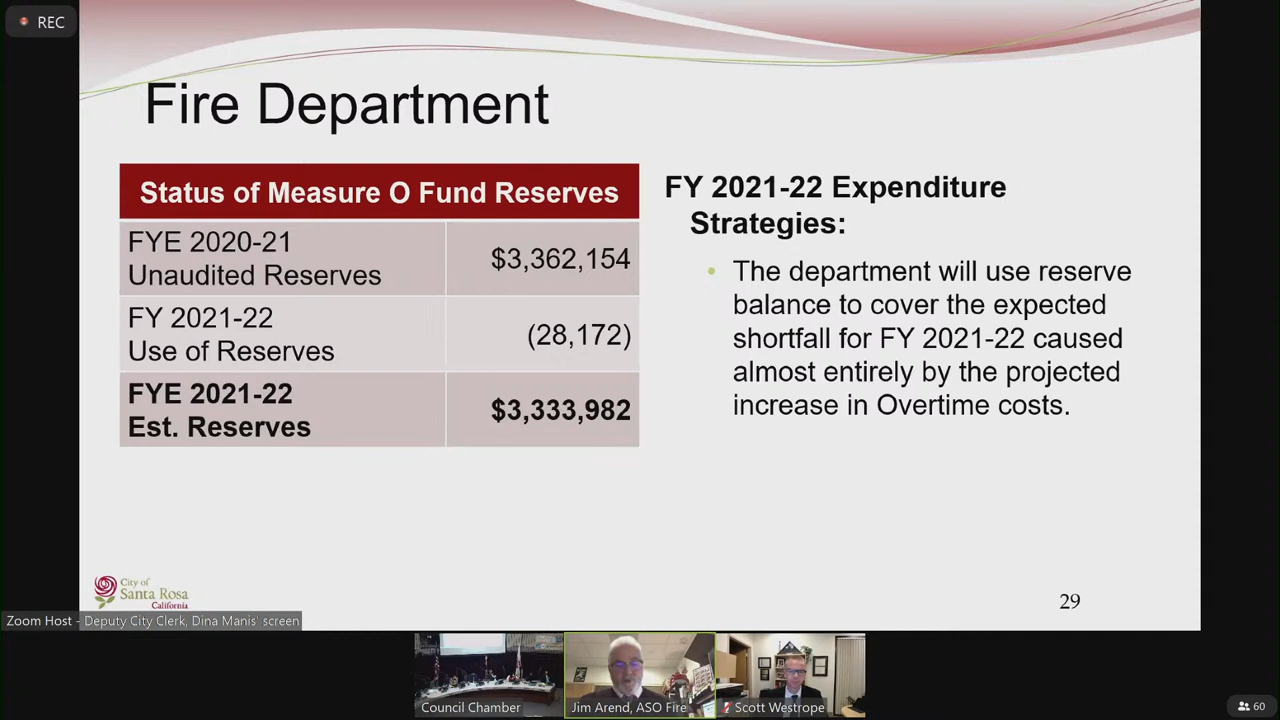 REC
Fire Department
Status of Measure O Fund Reserves
FYE 2020-21
Unaudited Reserves
$3,362,154
FY 2021-22
Use of Reserves
(28,172)
FYE 2021-22
Est. Reserves
$3,333,982
FY 2021-22 Expenditure
Strategies:
• The department will use reserve
balance to cover the expected
shortfall for FY 2021-22 caused
almost entirely by the projected
increase in Overtime costs.
City of
Santa Rosa
California
29
Zoom Host - Deputy City Clerk, Dina Manis' screen
Council Chamber
Jim Arend, ASO Fire
Scott Westrope
60